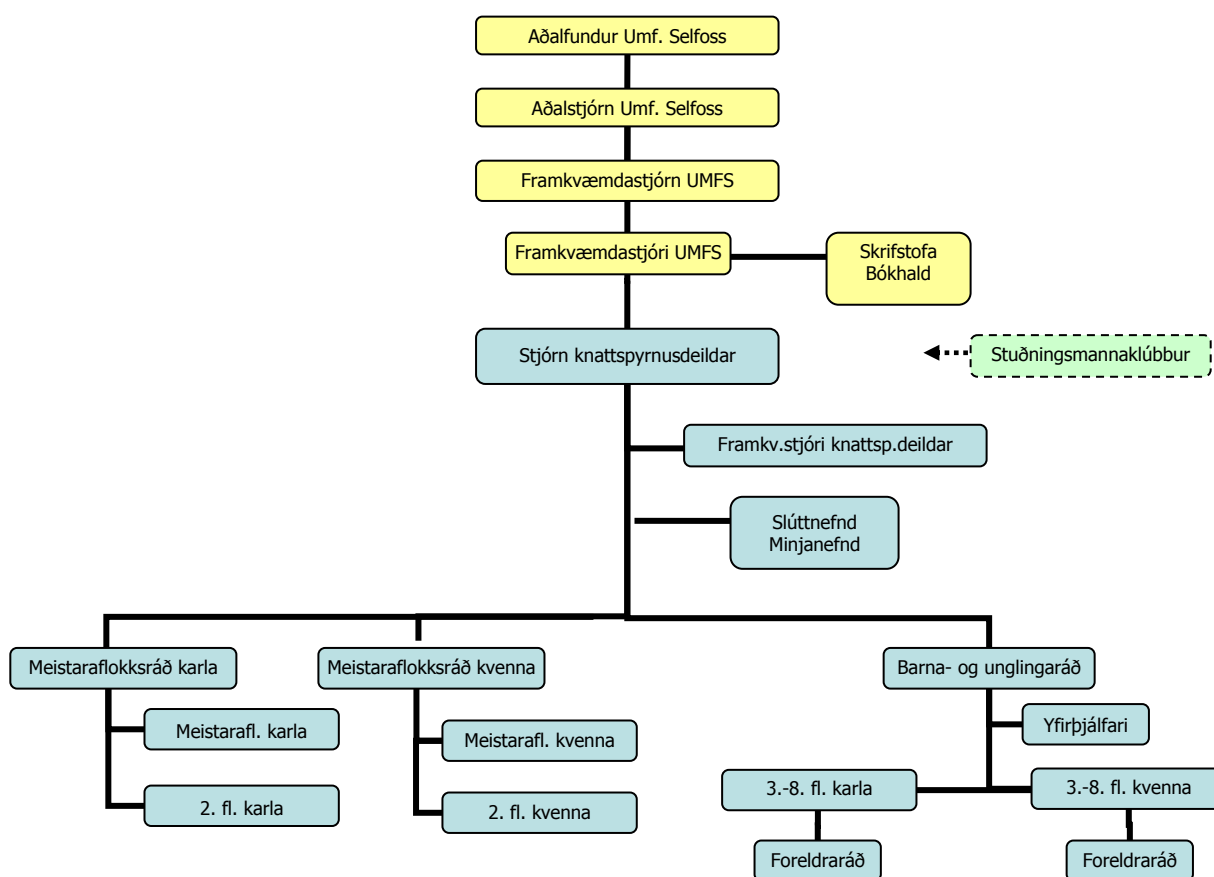 Aðalfundur Umf. Selfoss
Aðalstjórn Umf. Selfoss
Framkvæmdastjórn UMFS
Framkvæmdastjóri UMFS
Skrifstofa
Bókhald
Stjórn knattspyrnusdeildar
Stuðningsmannaklúbbur
Framkv.stjóri knattsp.deildar
Slúttnefnd
Minjanefnd
Meistaraflokksráð karla
Meistaraflokksráð kvenna
Barna- og unglingaráð
Meistarafl. karla
Meistarafl. kvenna
Yfirþjálfari
2. fl. karla
2. fl. kvenna
3.-8. fl. karla
3.-8. fl. kvenna
Foreldraráð
Foreldraráð